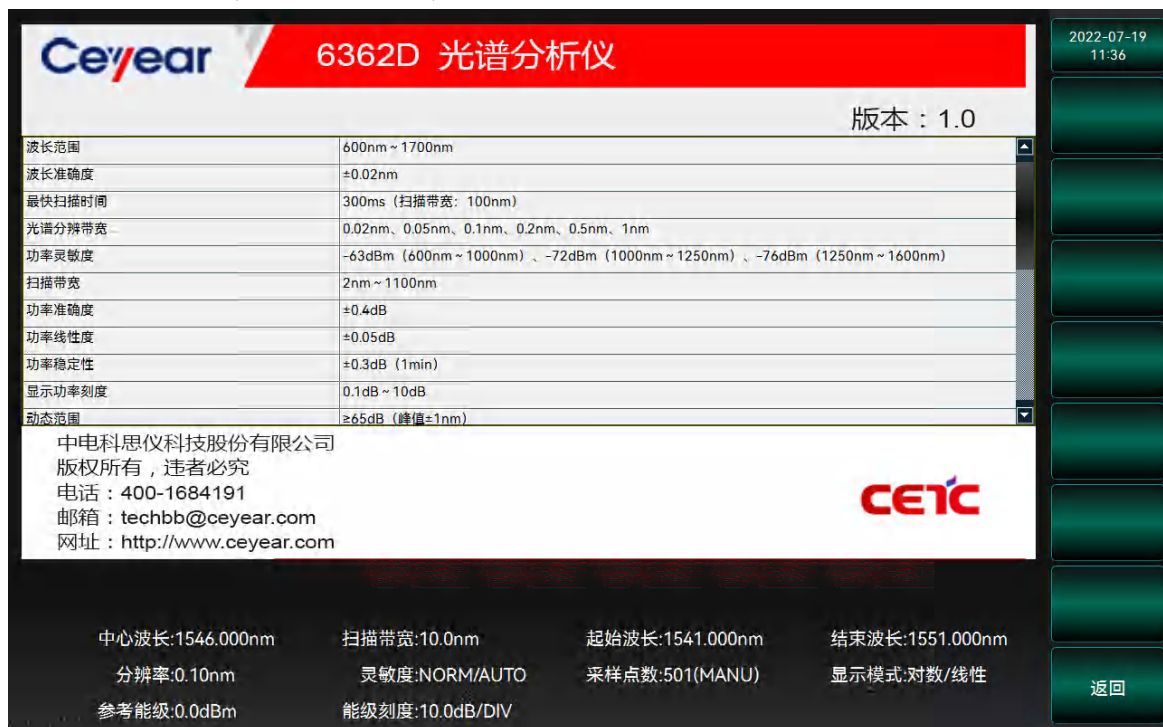 Ceyear
6362D 光谱分析仪
2022-07-19
11:36
版本：1.0
波长范围 600nm~1700nm
波长准确度 ±0.02nm
最快扫描时间 300ms（扫描带宽：100nm）
光谱分辨带宽 0.02nm、0.05nm、0.1nm、0.2nm、0.5nm、1nm
功率灵敏度 -63dBm（600nm~1000nm）、-72dBm（1000nm~1250nm）、-76dBm（1250nm~1600nm）
扫描带宽 2nm~1100nm
功率准确度 ±0.4dB
功率线性度 ±0.05dB
功率稳定性 ±0.3dB（1min）
显示功率刻度 0.1dB~10dB
动态范围 ≥65dB（峰值±1nm）
中电科思仪科技股份有限公司
版权所有，违者必究
电话：400-1684191
邮箱：techbb@ceyear.com
网址：http://www.ceyear.com
CETC
中心波长:1546.000nm 扫描带宽:10.0nm 起始波长:1541.000nm 结束波长:1551.000nm
分辨率:0.10nm 灵敏度:NORM/AUTO 采样点数:501(MANU) 显示模式:对数/线性
参考能级:0.0dBm 能级刻度:10.0dB/DIV
返回